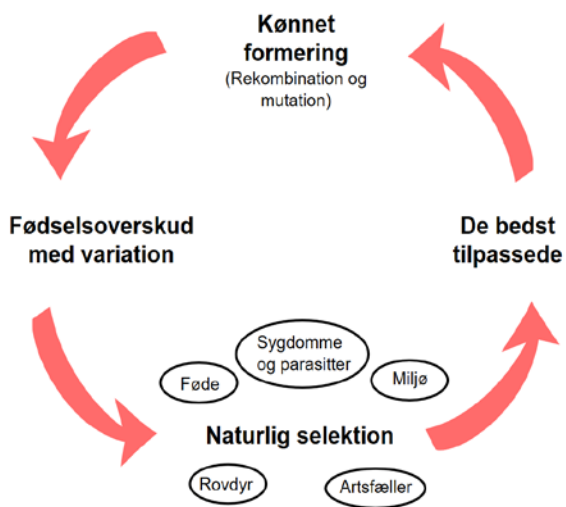 Kønnet
formering
(Rekombination og
mutation)
Fødselsoverskud
med variation
De bedst
tilpassede
Sygdomme
og parasitter
Føde
Miljø
Naturlig selektion
Rovdyr
Artsfæller